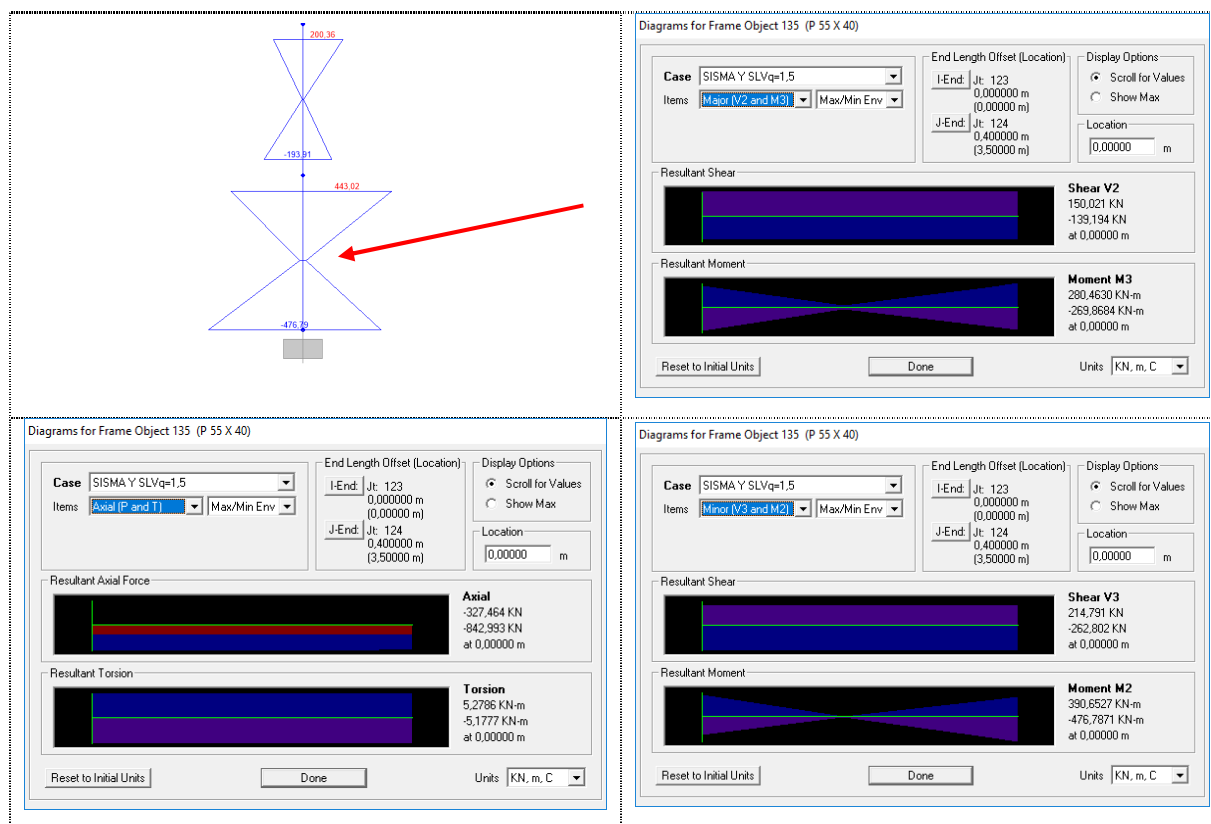 200,36
-193,91
443,02
-476,79
Diagrams for Frame Object 135 (P 55 X 40)
Case SISMA Y SLVq=1,5
Items Major (V2 and M3) Max/Min Env
End Length Offset (Location)
I-End: Jt: 123
0,000000 m
(0,00000 m)
J-End: Jt: 124
0,400000 m
(3,50000 m)
Display Options
Scroll for Values
Show Max
Location
0,00000 m
Resultant Shear
Shear V2
150,021 KN
-139,194 KN
at 0,00000 m
Resultant Moment
Moment M3
280,4630 KN-m
-269,8684 KN-m
at 0,00000 m
Reset to Initial Units
Done
Units KN, m, C
Diagrams for Frame Object 135 (P 55 X 40)
Case SISMA Y SLVq=1,5
Items Axial (P and T) Max/Min Env
End Length Offset (Location)
I-End: Jt: 123
0,000000 m
(0,00000 m)
J-End: Jt: 124
0,400000 m
(3,50000 m)
Display Options
Scroll for Values
Show Max
Location
0,00000 m
Resultant Axial Force
Axial
-327,464 KN
-842,993 KN
at 0,00000 m
Resultant Torsion
Torsion
5,2786 KN-m
-5,1777 KN-m
at 0,00000 m
Reset to Initial Units
Done
Units KN, m, C
Diagrams for Frame Object 135 (P 55 X 40)
Case SISMA Y SLVq=1,5
Items Minor (V3 and M2) Max/Min Env
End Length Offset (Location)
I-End: Jt: 123
0,000000 m
(0,00000 m)
J-End: Jt: 124
0,400000 m
(3,50000 m)
Display Options
Scroll for Values
Show Max
Location
0,00000 m
Resultant Shear
Shear V3
214,791 KN
-262,802 KN
at 0,00000 m
Resultant Moment
Moment M2
390,6527 KN-m
-476,7871 KN-m
at 0,00000 m
Reset to Initial Units
Done
Units KN, m, C